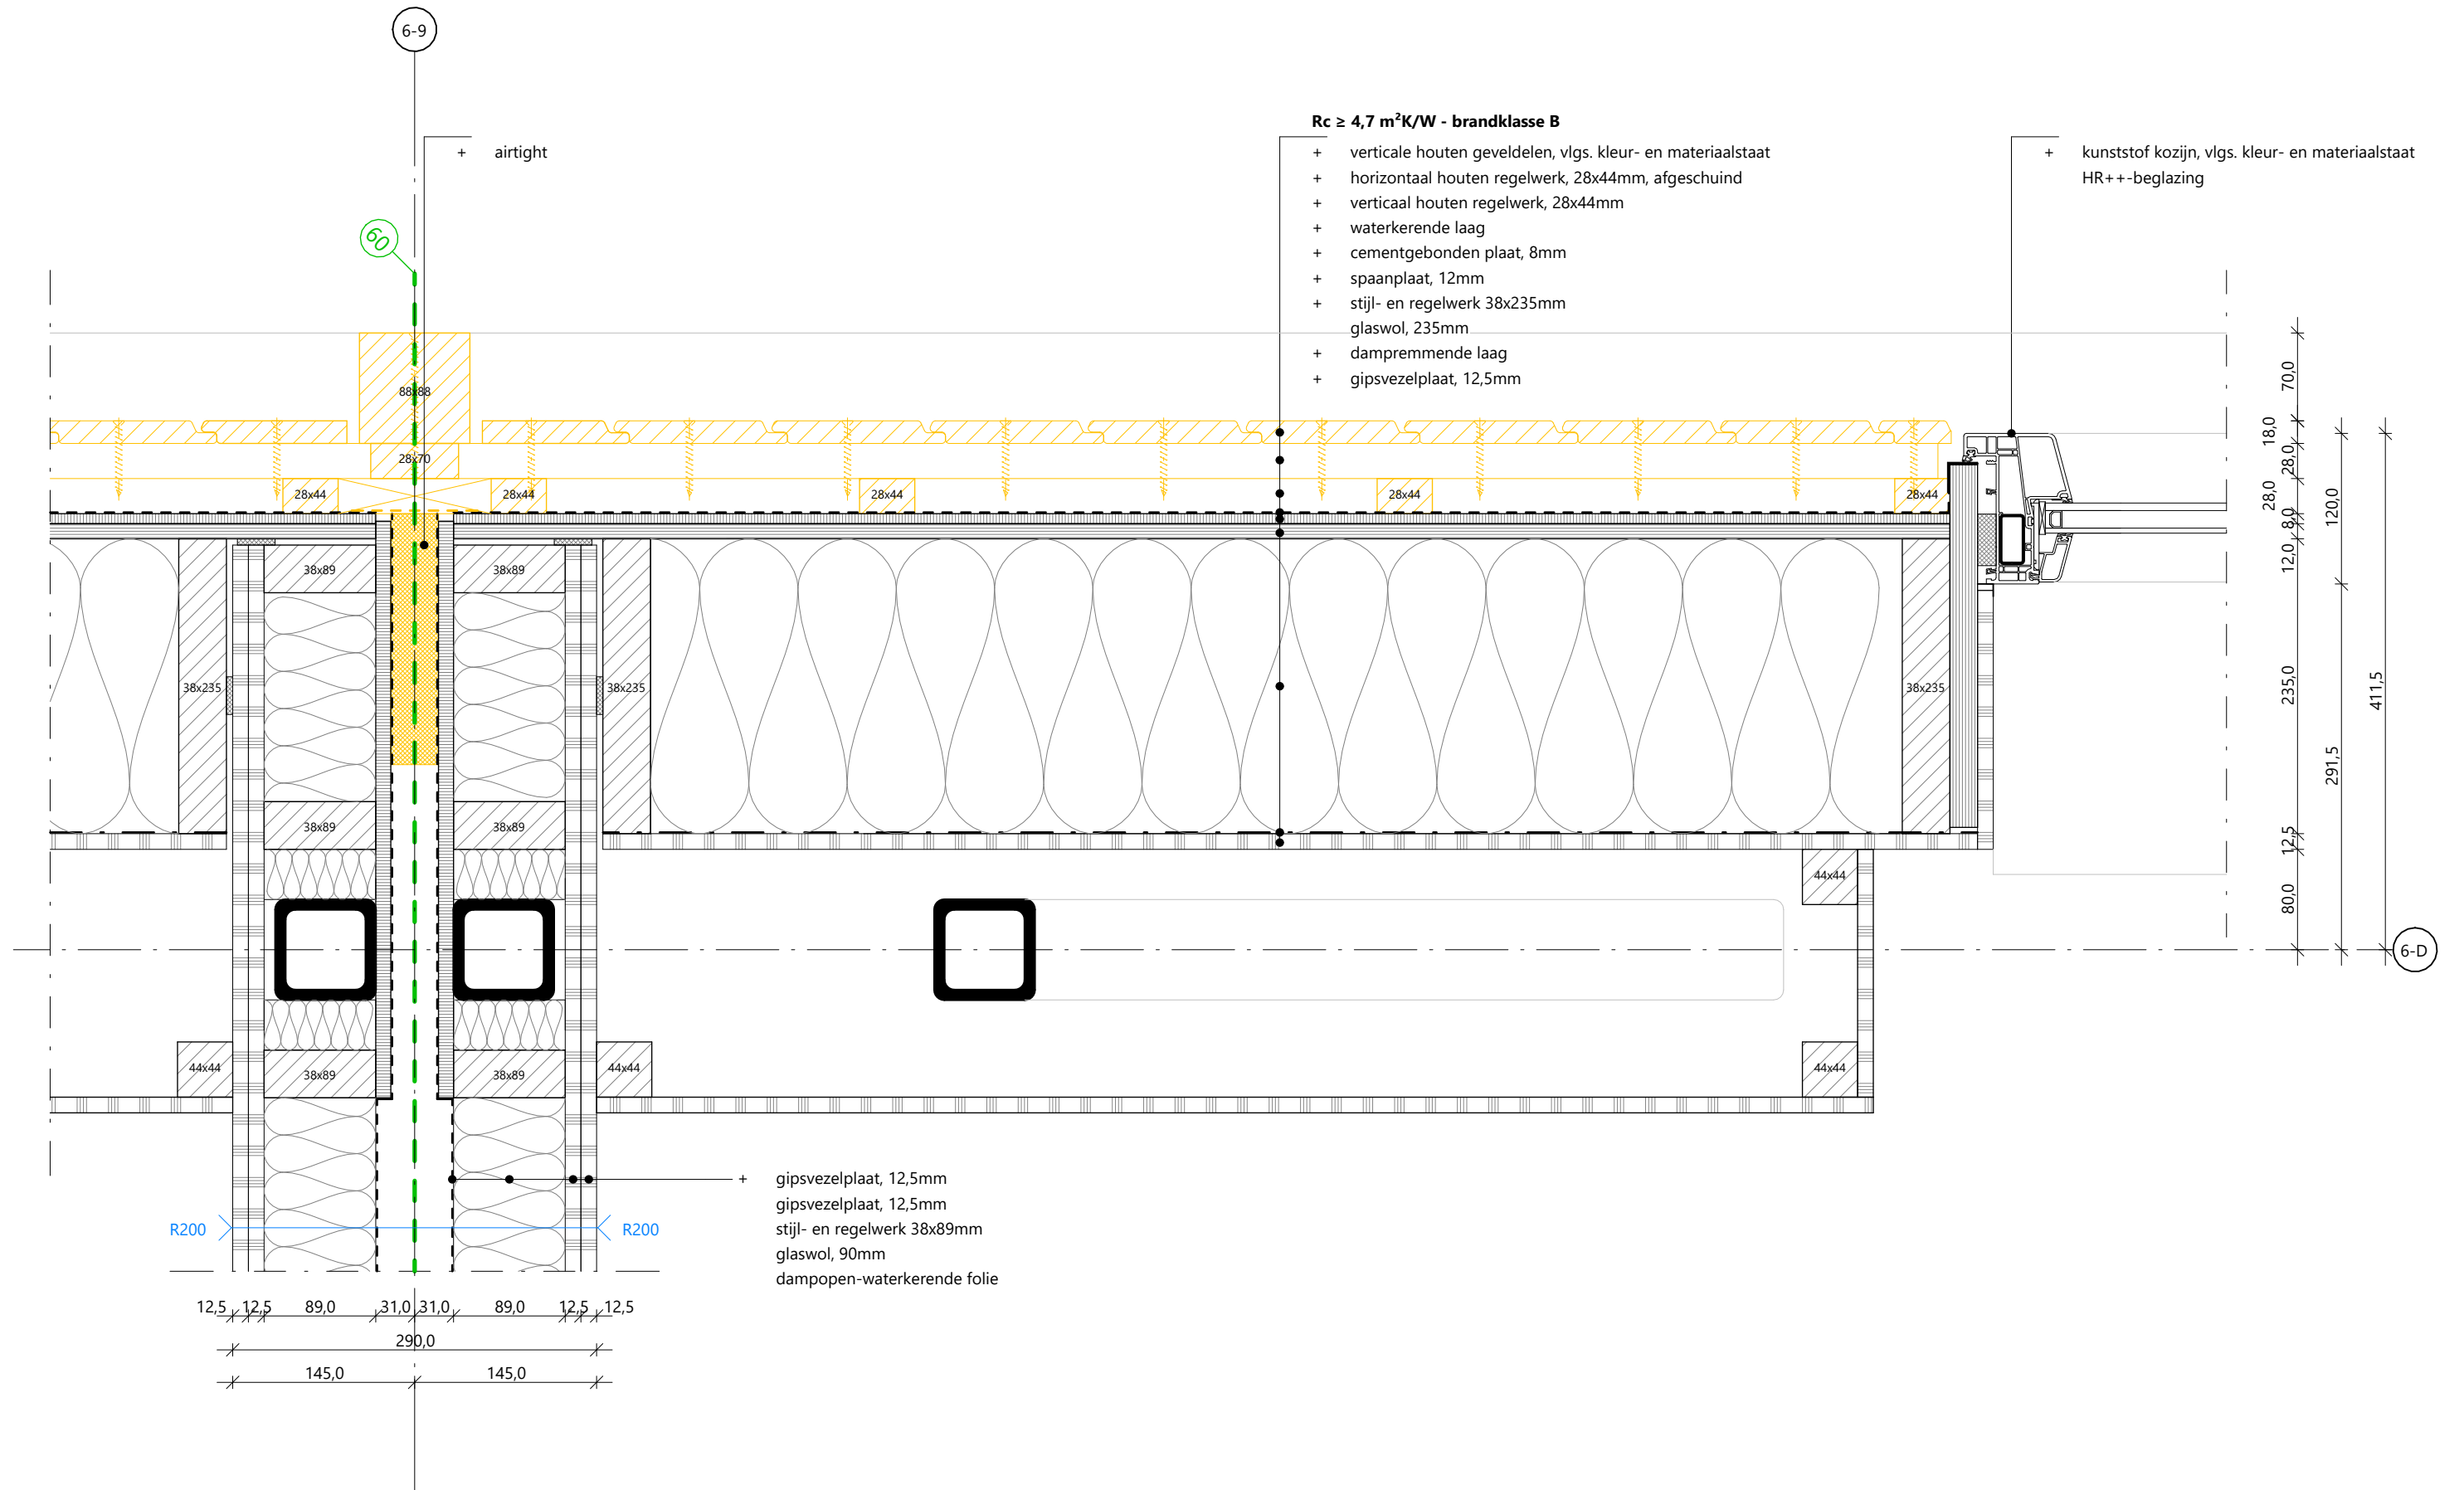 6-9
Rc ≥ 4,7 m²K/W - brandklasse B
+ airtight
+ verticale houten geveldelen, vlgs. kleur- en materiaalstaat
+ horizontaal houten regelwerk, 28x44mm, afgeschuind
+ verticaal houten regelwerk, 28x44mm
+ waterkerende laag
+ cementgebonden plaat, 8mm
+ spaanplaat, 12mm
+ stijl- en regelwerk 38x235mm
glaswol, 235mm
+ dampremmende laag
+ gipsvezelplaat, 12,5mm
+ kunststof kozijn, vlgs. kleur- en materiaalstaat
HR++-beglazing
60
88x88
28x70
28x44
28x44
28x44
28x44
28x44
38x89
38x89
38x235
38x235
38x235
38x89
38x89
44x44
44x44
44x44
44x44
38x89
38x89
70,0
18,0
28,0
28,0
8,0
12,0
235,0
12,5
80,0
120,0
291,5
411,5
6-D
+ gipsvezelplaat, 12,5mm
gipsvezelplaat, 12,5mm
stijl- en regelwerk 38x89mm
glaswol, 90mm
dampopen-waterkerende folie
R200
R200
12,5 12,5 89,0 31,0 31,0 89,0 12,5 12,5
290,0
145,0 145,0